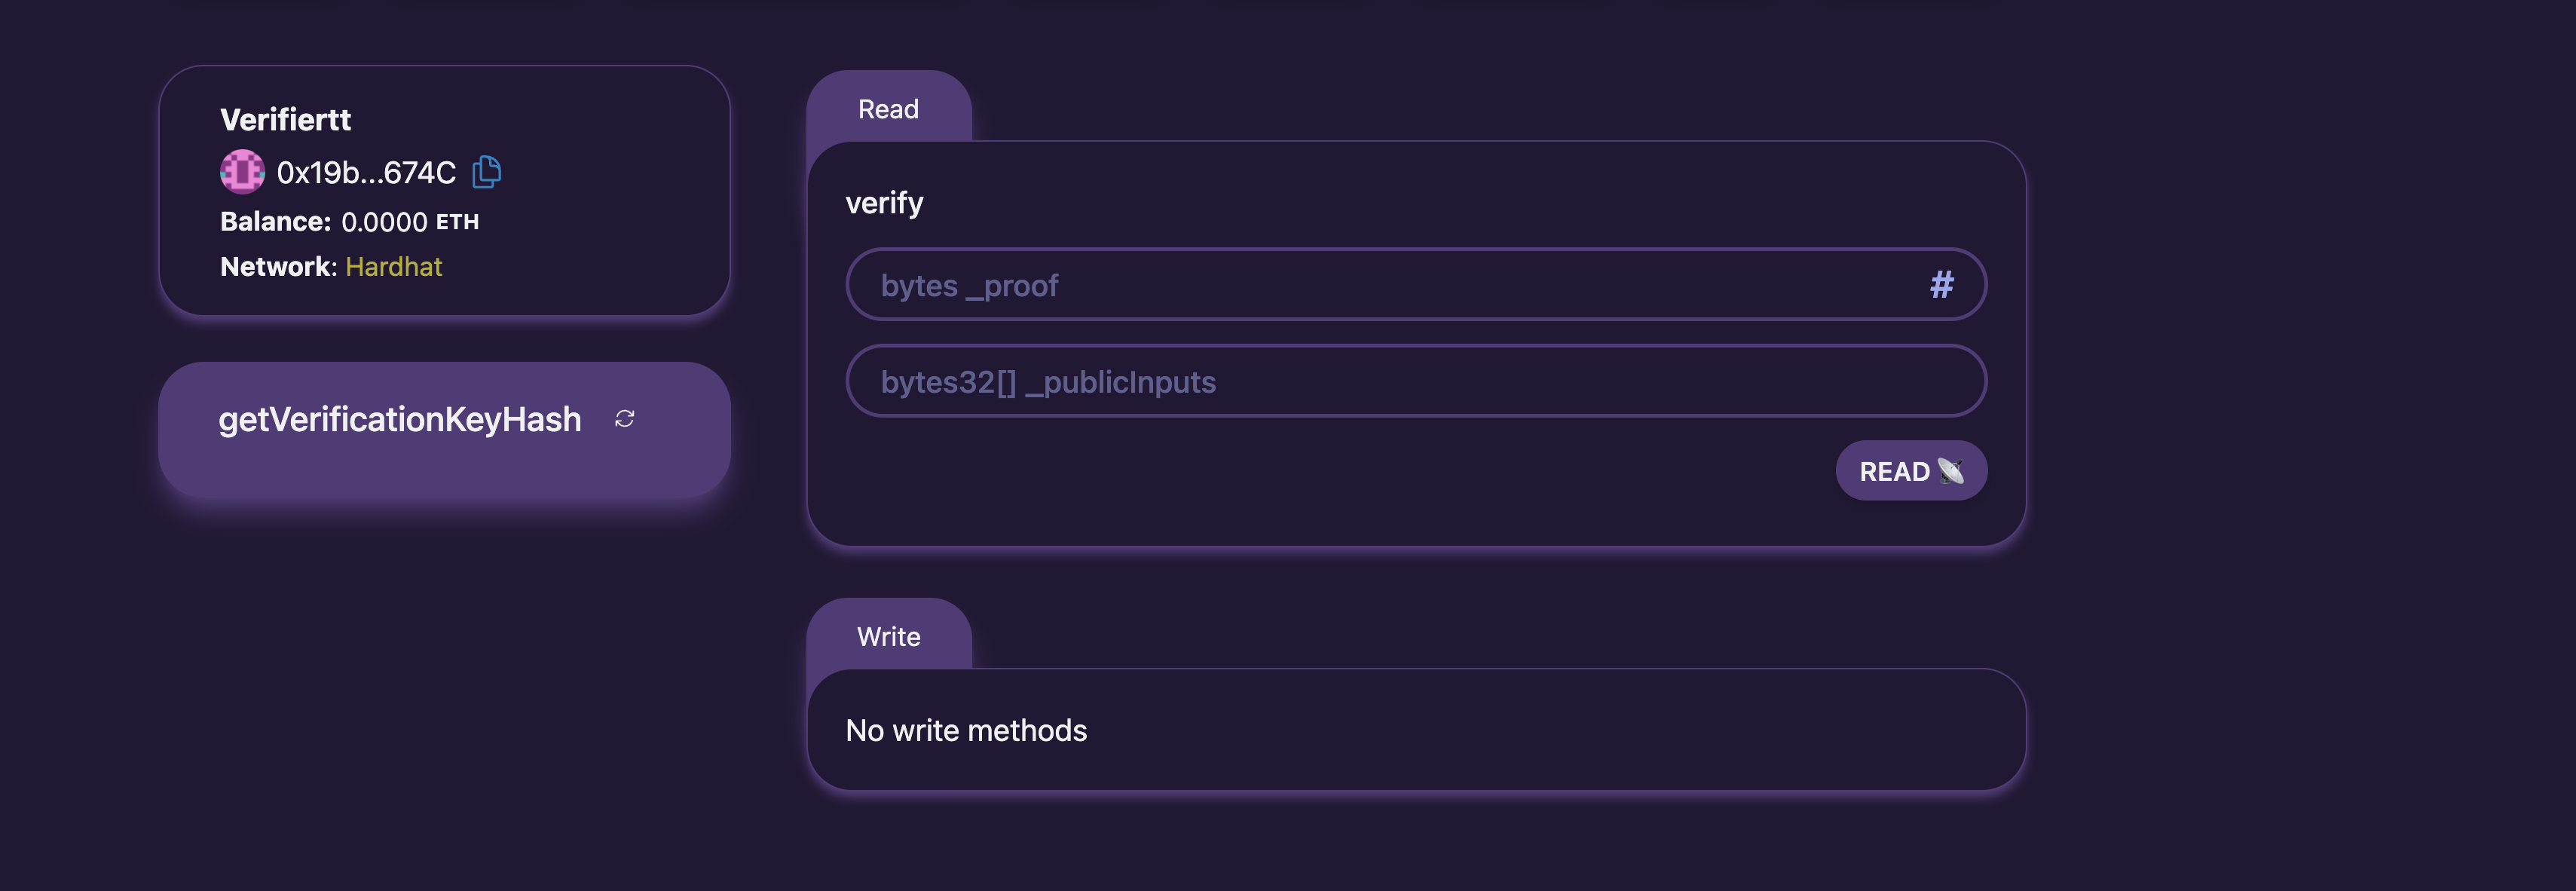 Verifiertt
0x19b...674C
Balance: 0.0000 ETH
Network: Hardhat
getVerificationKeyHash
Read
verify
bytes _proof #
bytes32[] _publicInputs
READ 📡
Write
No write methods